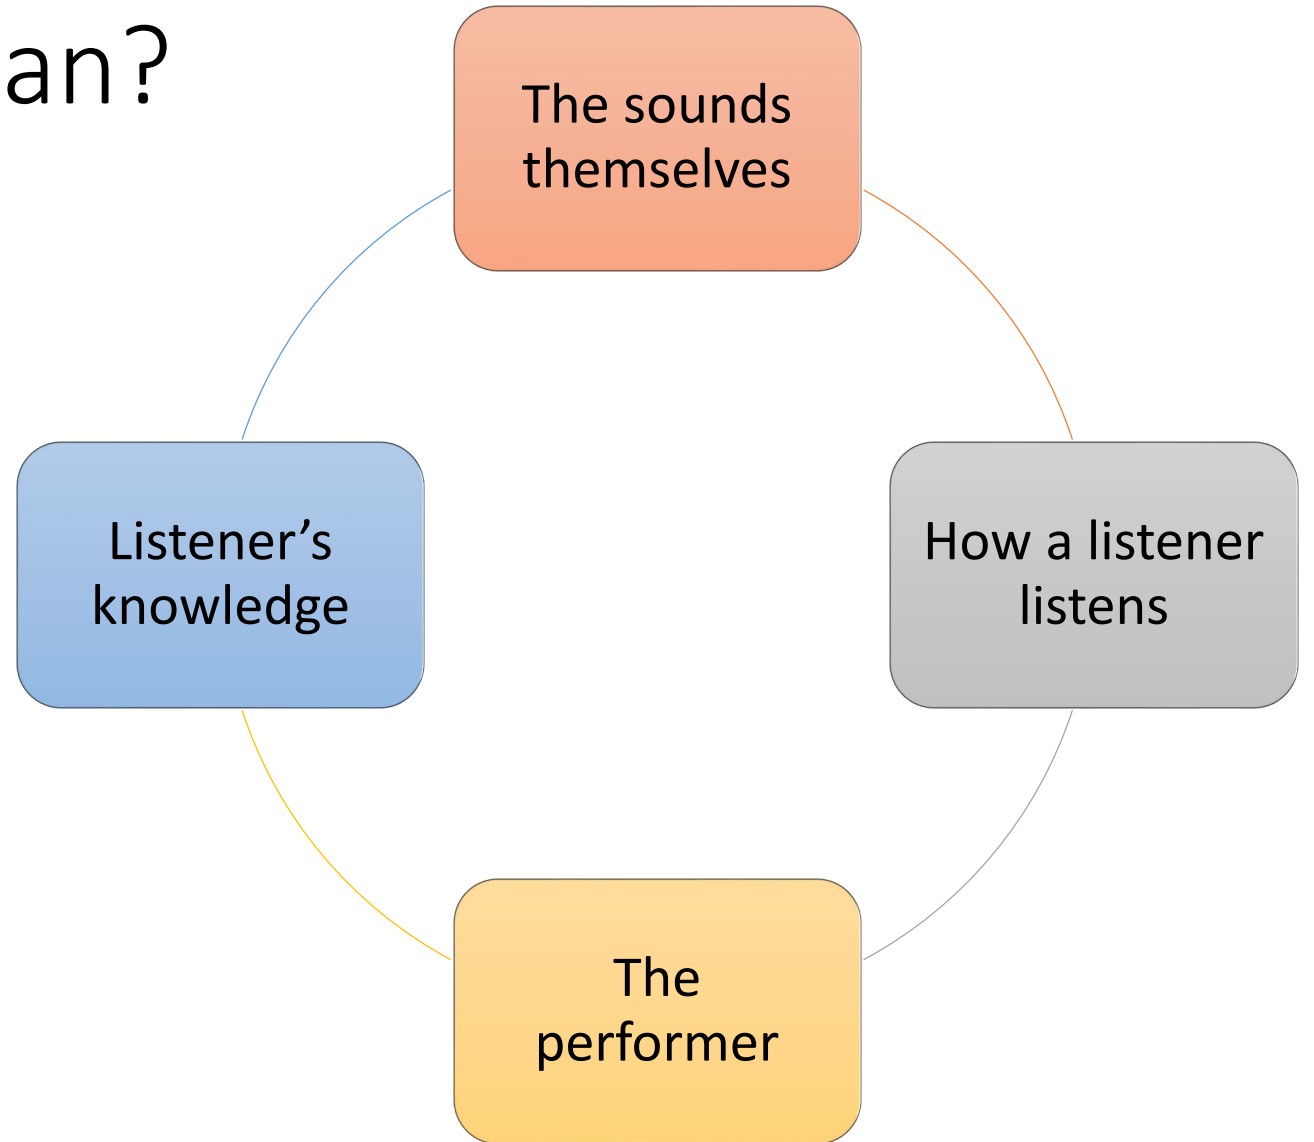 an?
The sounds
themselves
Listener’s
knowledge
How a listener
listens
The
performer